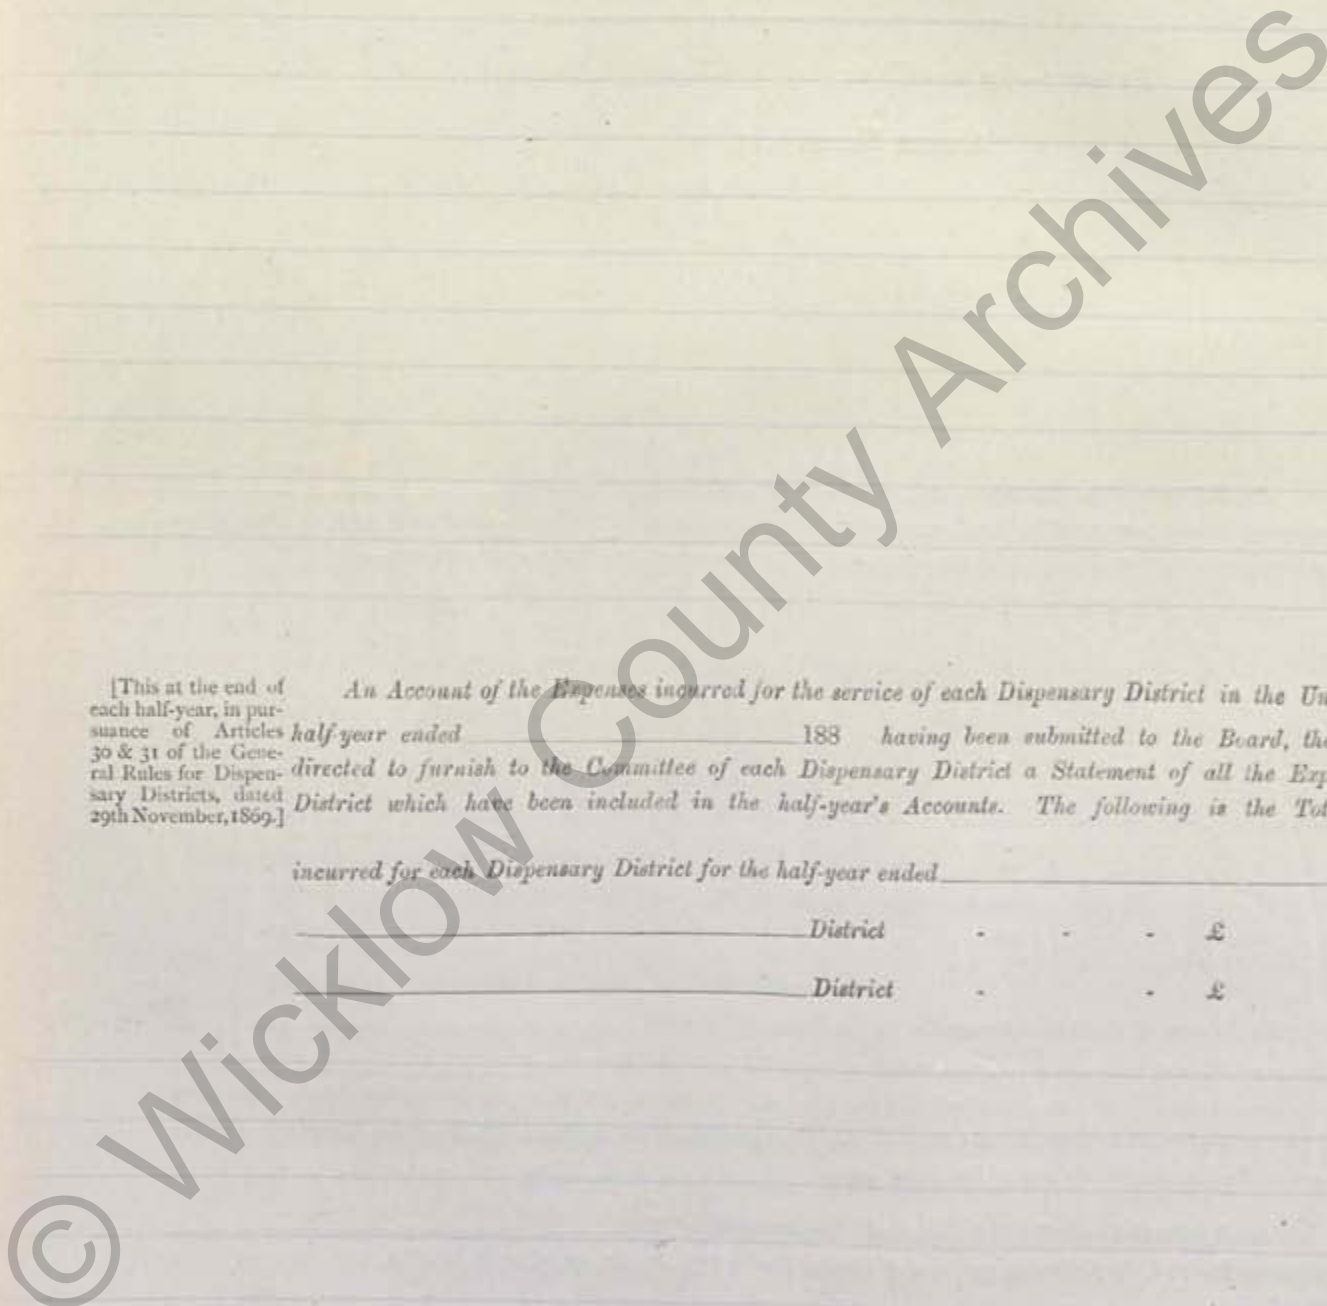 [This at the end of
each half-year, in pur-
suance of Articles
30 & 31 of the Gene-
ral Rules for Dispen-
sary Districts, dated
29th November, 1869.]
An Account of the Expenses incurred for the service of each Dispensary District in the Un
half-year ended 188 having been submitted to the Board, the
directed to furnish to the Committee of each Dispensary District a Statement of all the Exp
District which have been included in the half-year's Accounts. The following is the Tot
incurred for each Dispensary District for the half-year ended
District - - - £
District - - £
© Wicklow County Archives